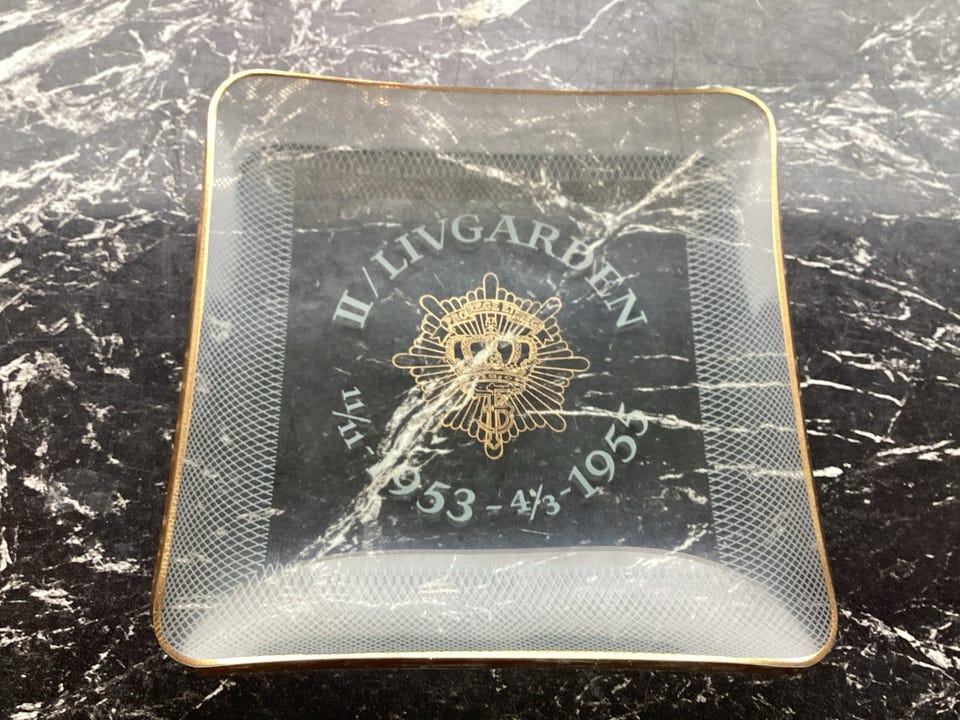 II/LIVGARDEN
11/11
1953 - 4/3 - 1955